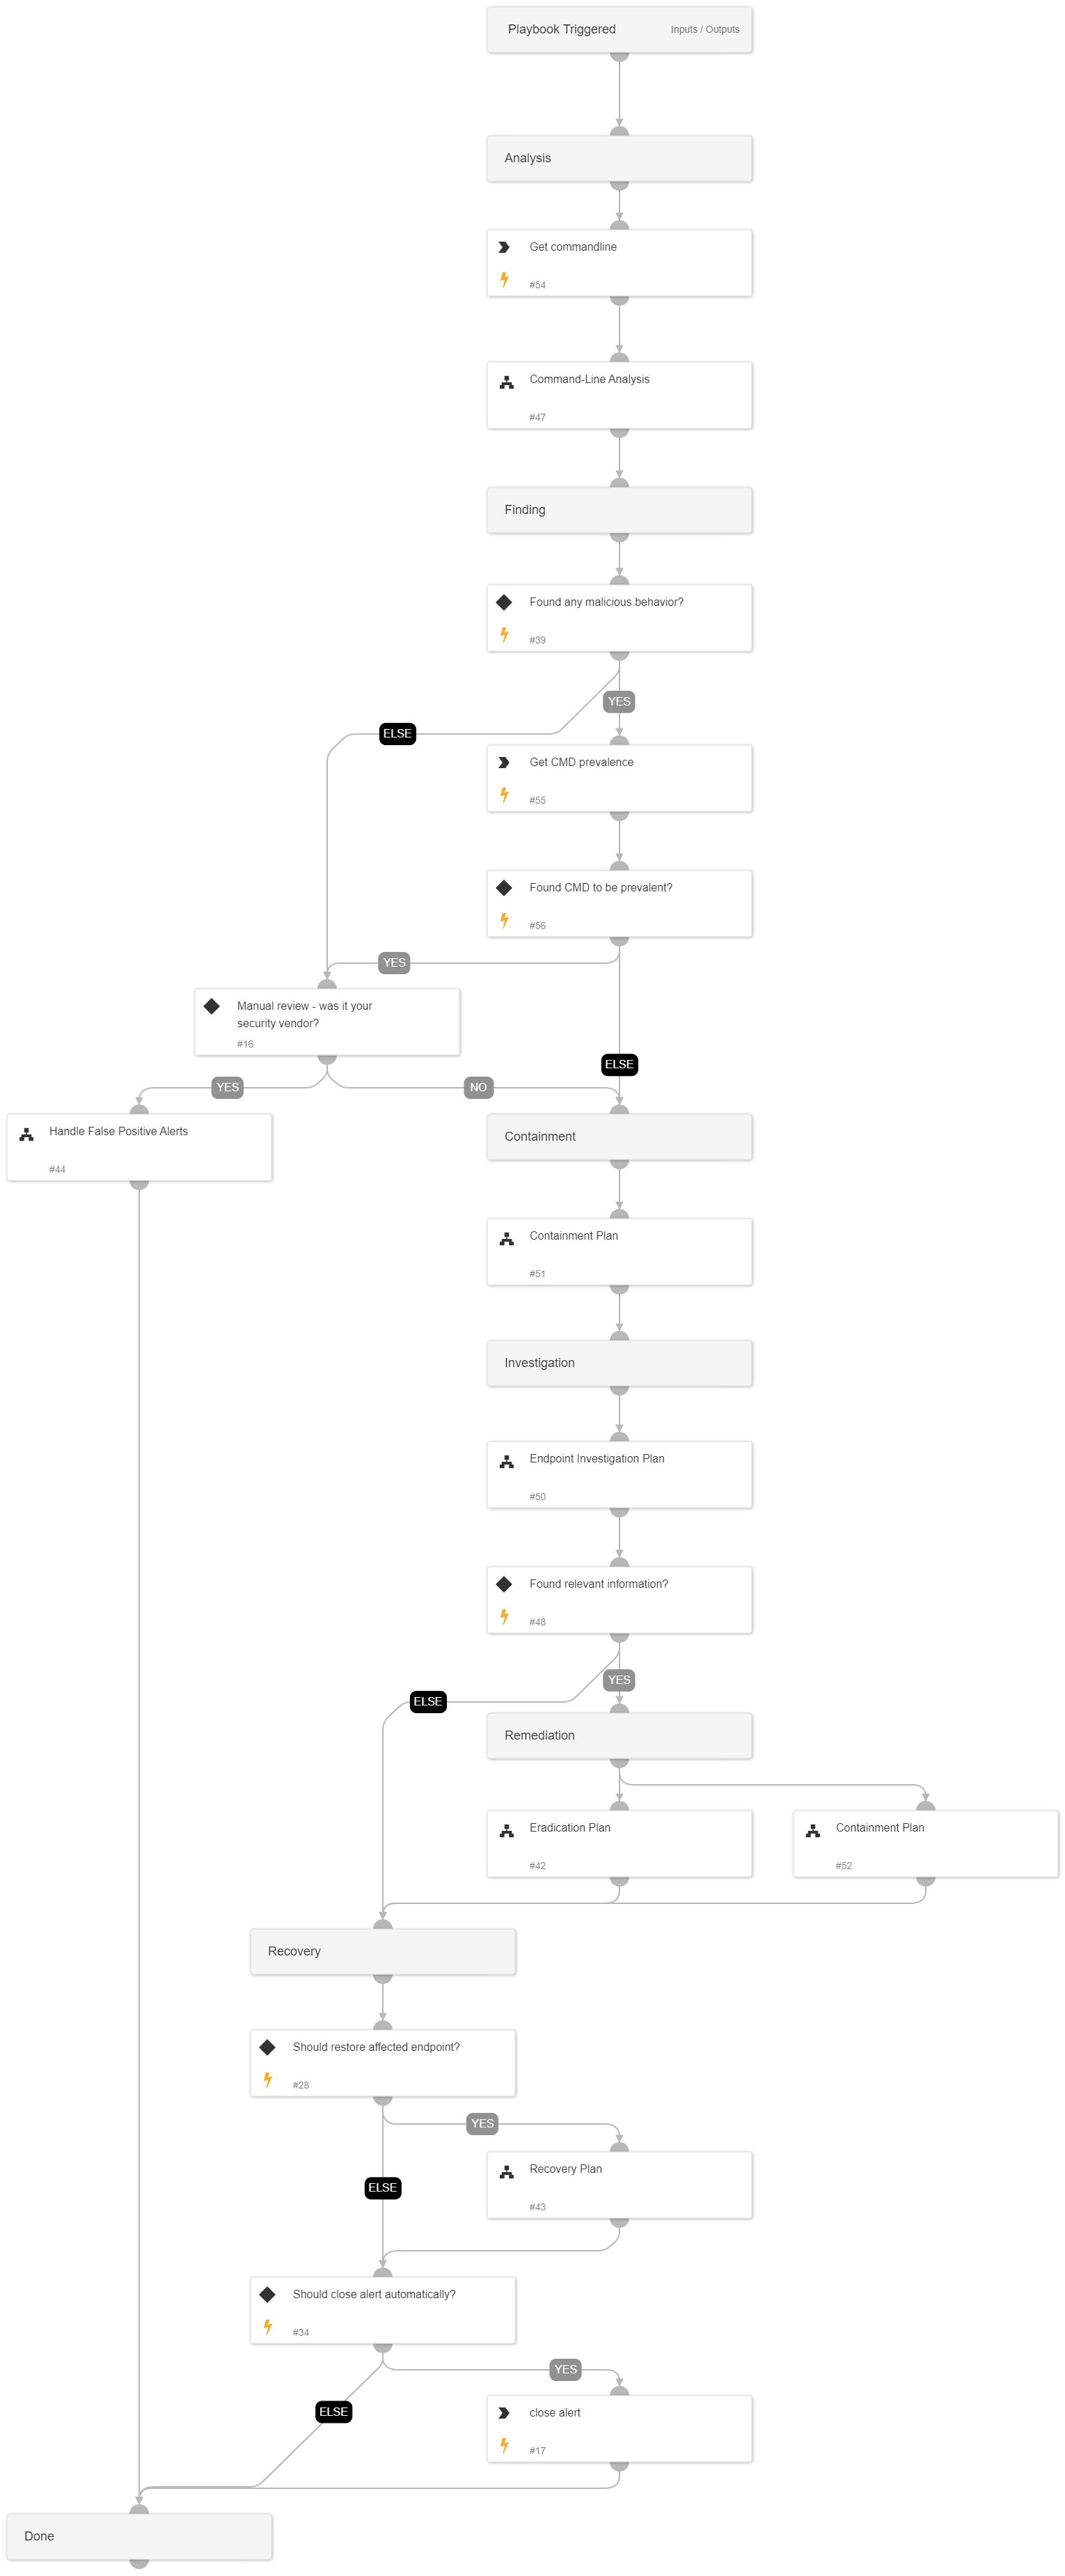 Playbook Triggered
Inputs / Outputs
Analysis
Get commandline
#54
Command-Line Analysis
#47
Finding
Found any malicious behavior?
#39
YES
ELSE
Get CMD prevalence
#55
Found CMD to be prevalent?
#56
YES
Manual review - was it your
security vendor?
#16
ELSE
YES
NO
Handle False Positive Alerts
#44
Containment
Containment Plan
#51
Investigation
Endpoint Investigation Plan
#50
Found relevant information?
#48
YES
ELSE
Remediation
Eradication Plan
#42
Containment Plan
#52
Recovery
Should restore affected endpoint?
#28
YES
Recovery Plan
#43
ELSE
Should close alert automatically?
#34
YES
ELSE
close alert
#17
Done